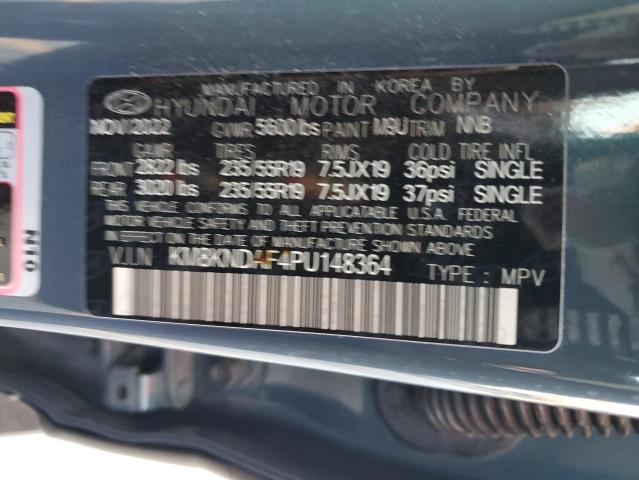 MANUFACTURED IN KOREA BY
HYUNDAI MOTOR COMPANY
NOV/2022 GVWR 5600 lbs PAINT M9U TRIM NNB
GAWR TIRES RIMS COLD TIRE INFL
FRONT 2822 lbs 235/55R19 7.5JX19 36psi SINGLE
REAR 3020 lbs 235/55R19 7.5JX19 37psi SINGLE
THIS VEHICLE CONFORMS TO ALL APPLICABLE U.S.A. FEDERAL
MOTOR VEHICLE SAFETY AND THEFT PREVENTION STANDARDS
IN EFFECT ON THE DATE OF MANUFACTURE SHOWN ABOVE.
V.I.N KM8KNDAF4PU148364 TYPE : MPV
N10